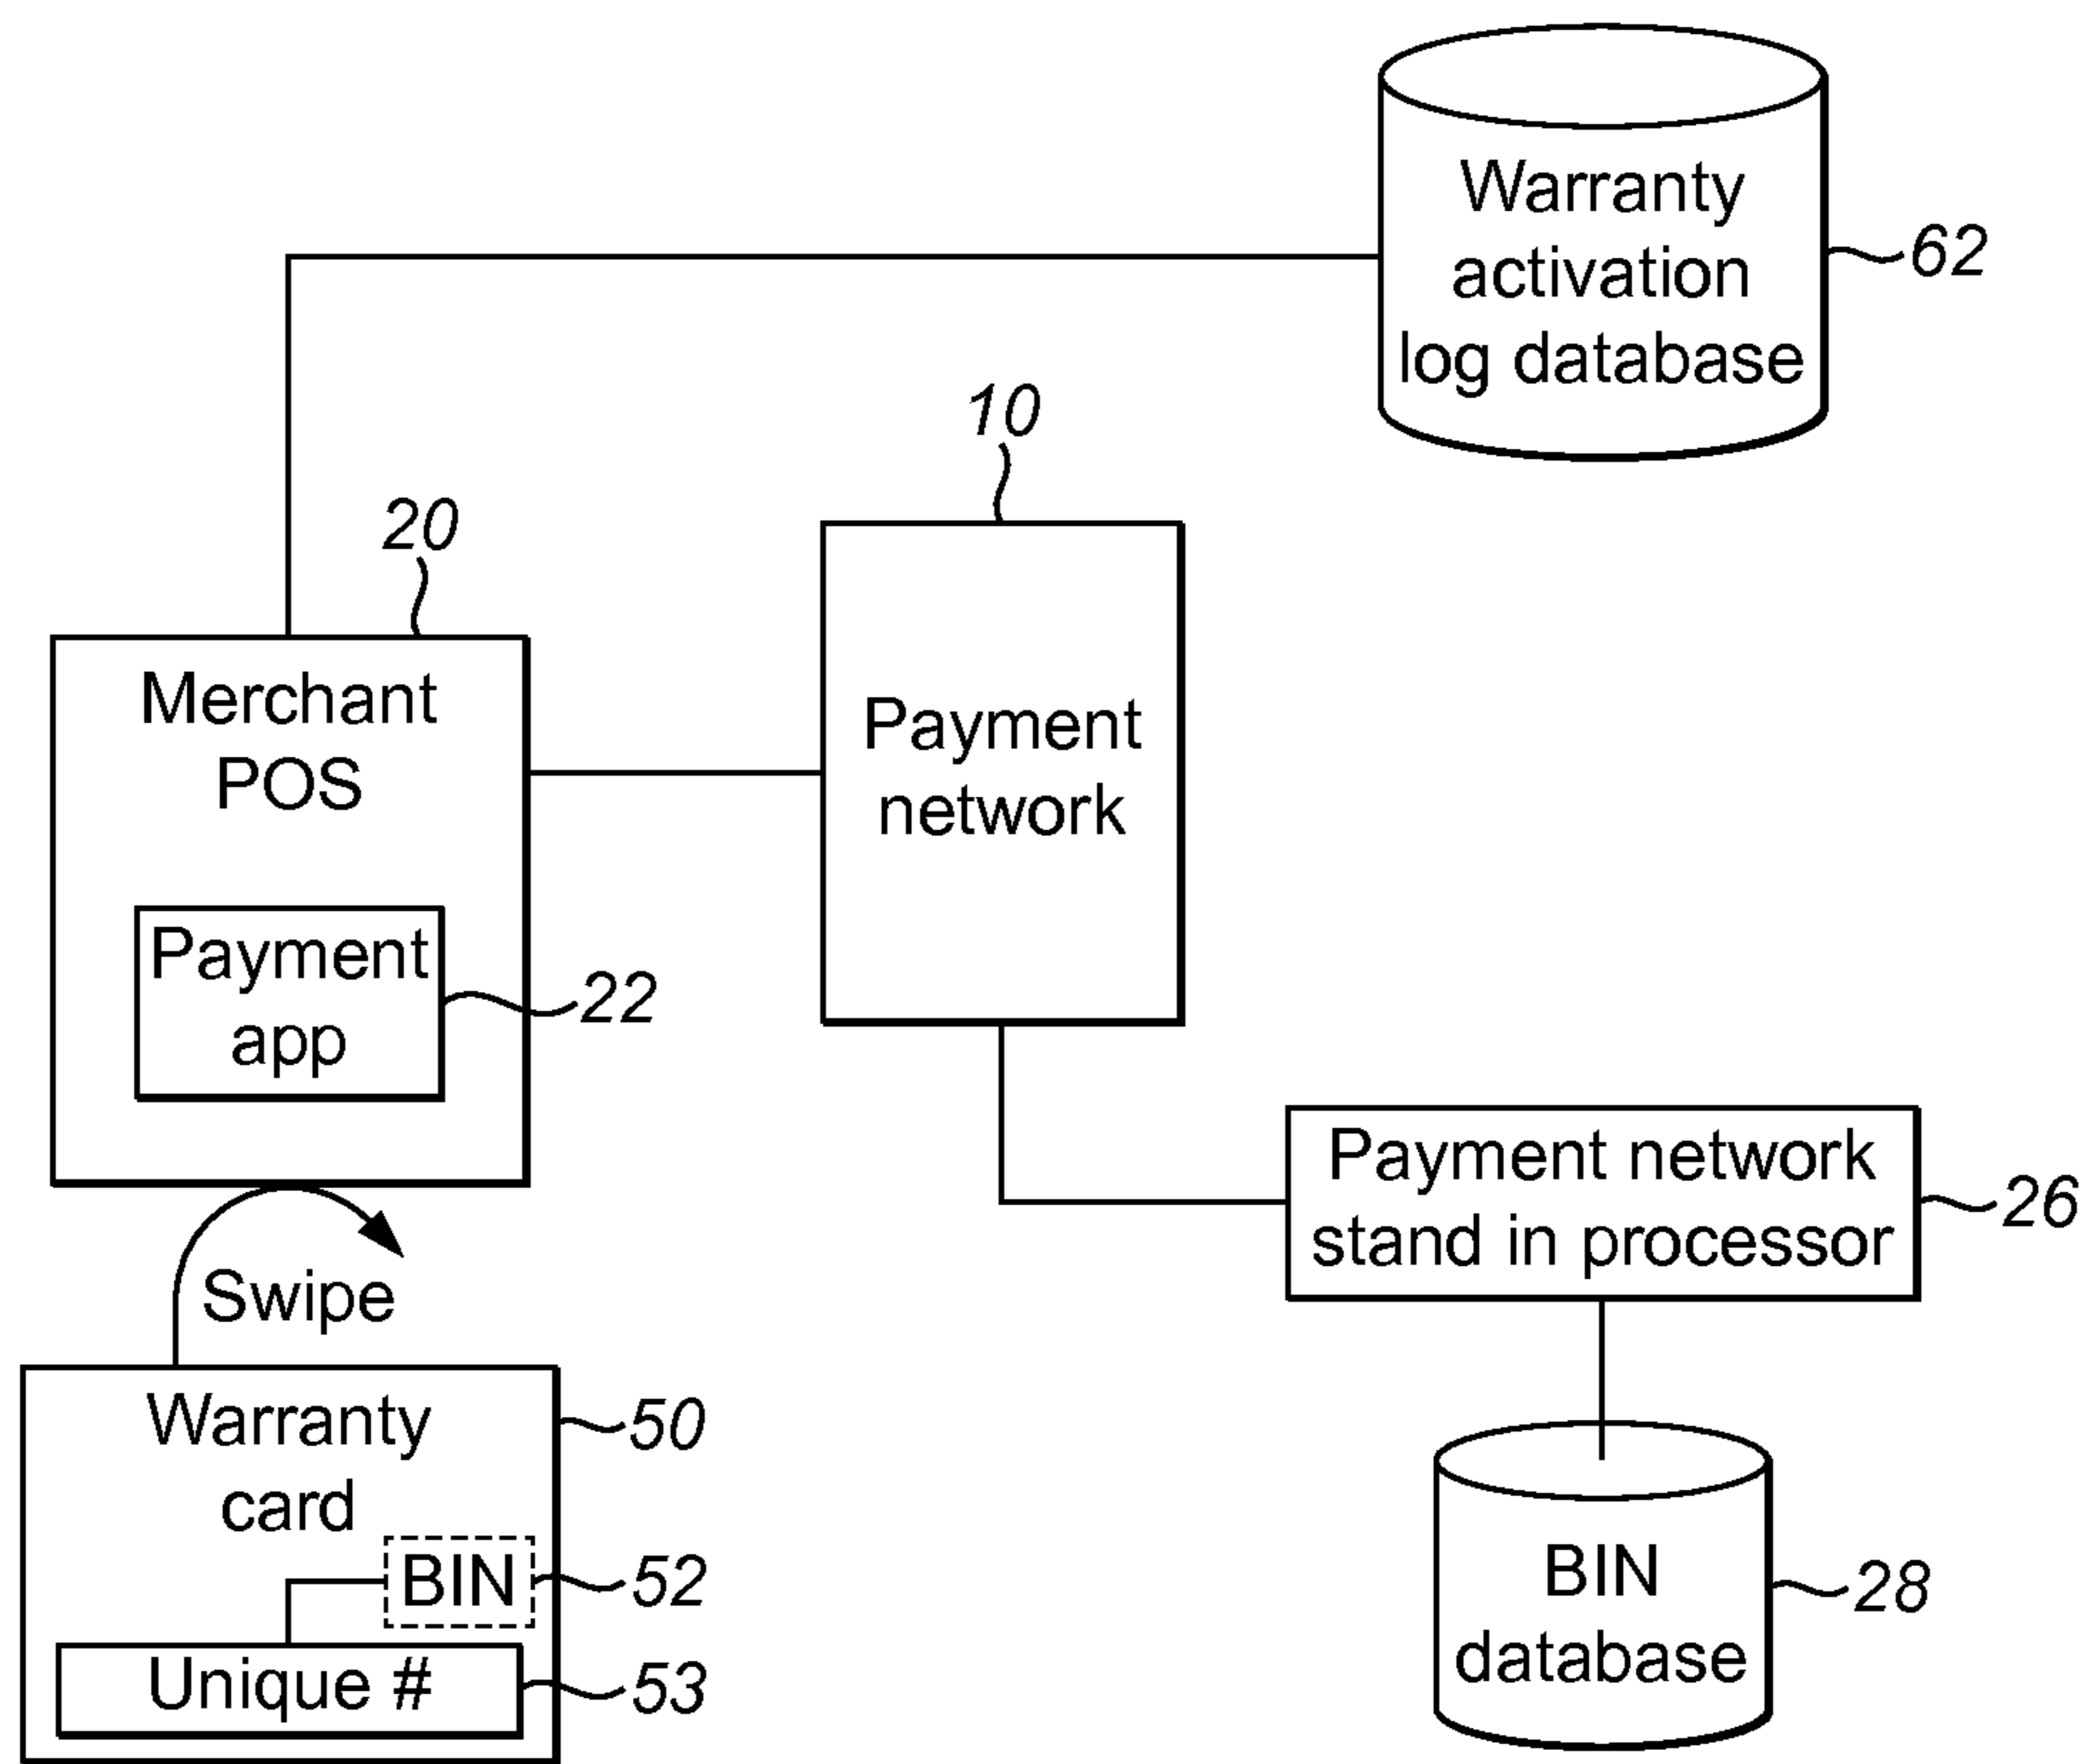 Warranty
activation
log database
62
10
20
Merchant
POS
Payment
network
Payment
app
22
Payment network
stand in processor
26
Swipe
Warranty
card
50
BIN
52
Unique #
53
BIN
database
28